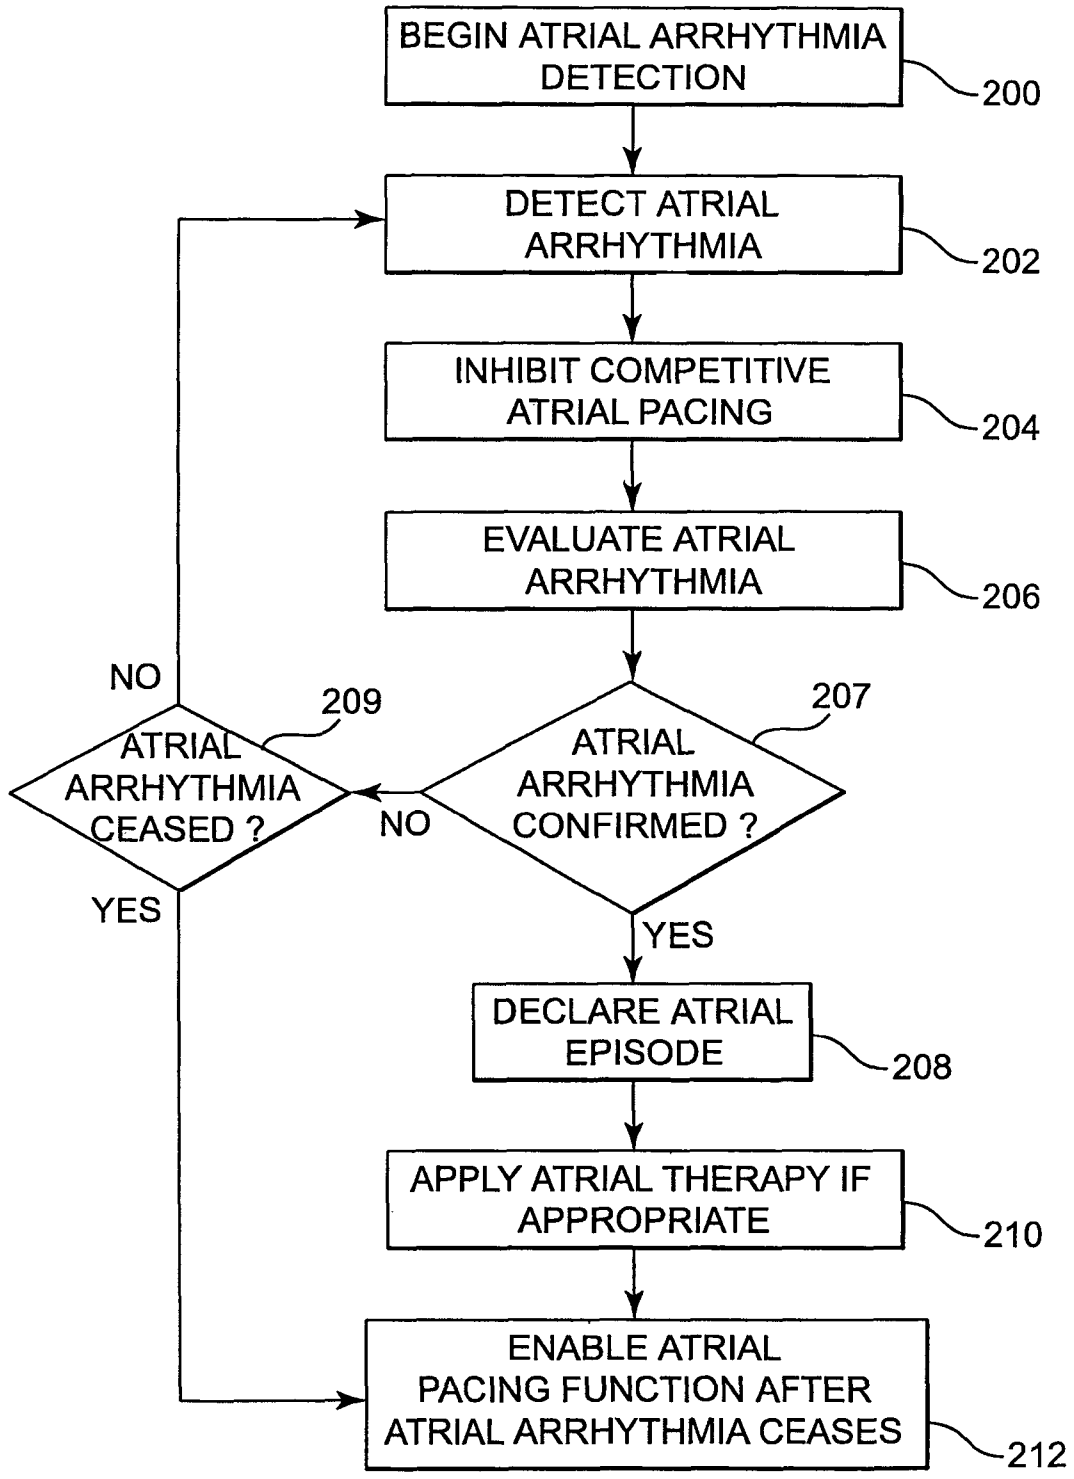 BEGIN ATRIAL ARRHYTHMIA
DETECTION
200
DETECT ATRIAL
ARRHYTHMIA
202
INHIBIT COMPETITIVE
ATRIAL PACING
204
EVALUATE ATRIAL
ARRHYTHMIA
206
NO
209
207
ATRIAL
ARRHYTHMIA
CEASED ?
NO
ATRIAL
ARRHYTHMIA
CONFIRMED ?
YES
YES
DECLARE ATRIAL
EPISODE
208
APPLY ATRIAL THERAPY IF
APPROPRIATE
210
ENABLE ATRIAL
PACING FUNCTION AFTER
ATRIAL ARRHYTHMIA CEASES
212